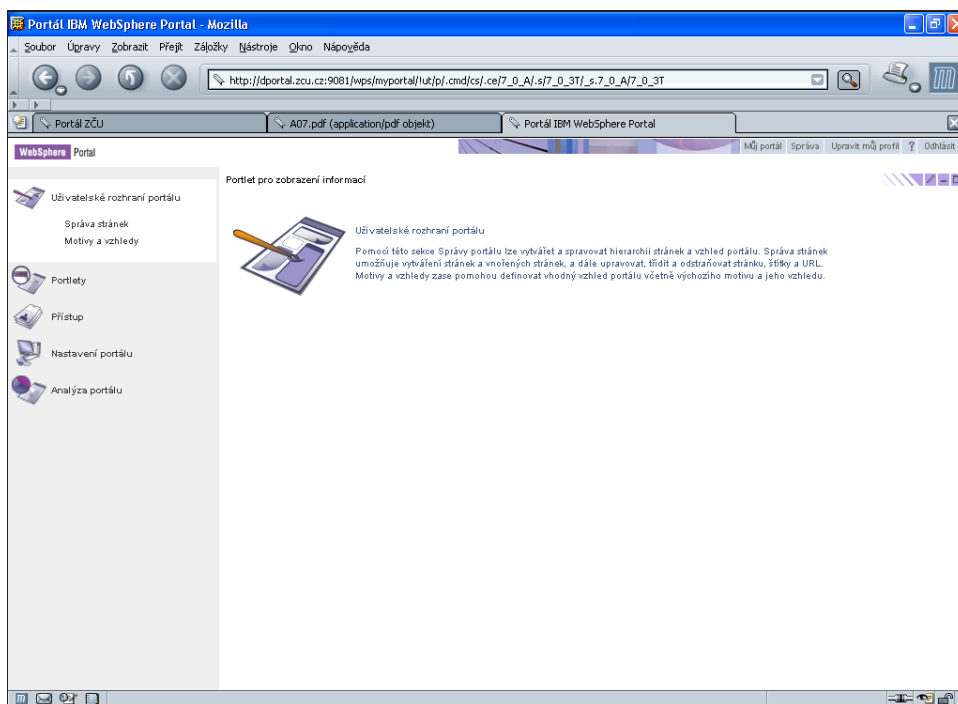 Portál IBM WebSphere Portal - Mozilla
Soubor Úpravy Zobrazit Přejít Záložky Nástroje Okno Nápověda
http://dportal.zcu.cz:9081/wps/myportal/!ut/p/.cmd/cs/.ce/7_0_A/.s/7_0_3T/_s.7_0_A/7_0_3T
Portál ZČU
A07.pdf (application/pdf objekt)
Portál IBM WebSphere Portal
WebSphere Portal
Můj portál Správa Upravit můj profil ? Odhlásit
Portlet pro zobrazení informací
Uživatelské rozhraní portálu
Správa stránek
Motivy a vzhledy
Portlety
Přístup
Nastavení portálu
Analýza portálu
Uživatelské rozhraní portálu
Pomocí této sekce Správy portálu lze vytvářet a spravovat hierarchii stránek a vzhled portálu. Správa stránek
umožňuje vytváření stránek a vnořených stránek, a dále upravovat, třídit a odstraňovat stránku, štítky a URL.
Motivy a vzhledy zase pomohou definovat vhodný vzhled portálu včetně výchozího motivu a jeho vzhledu.